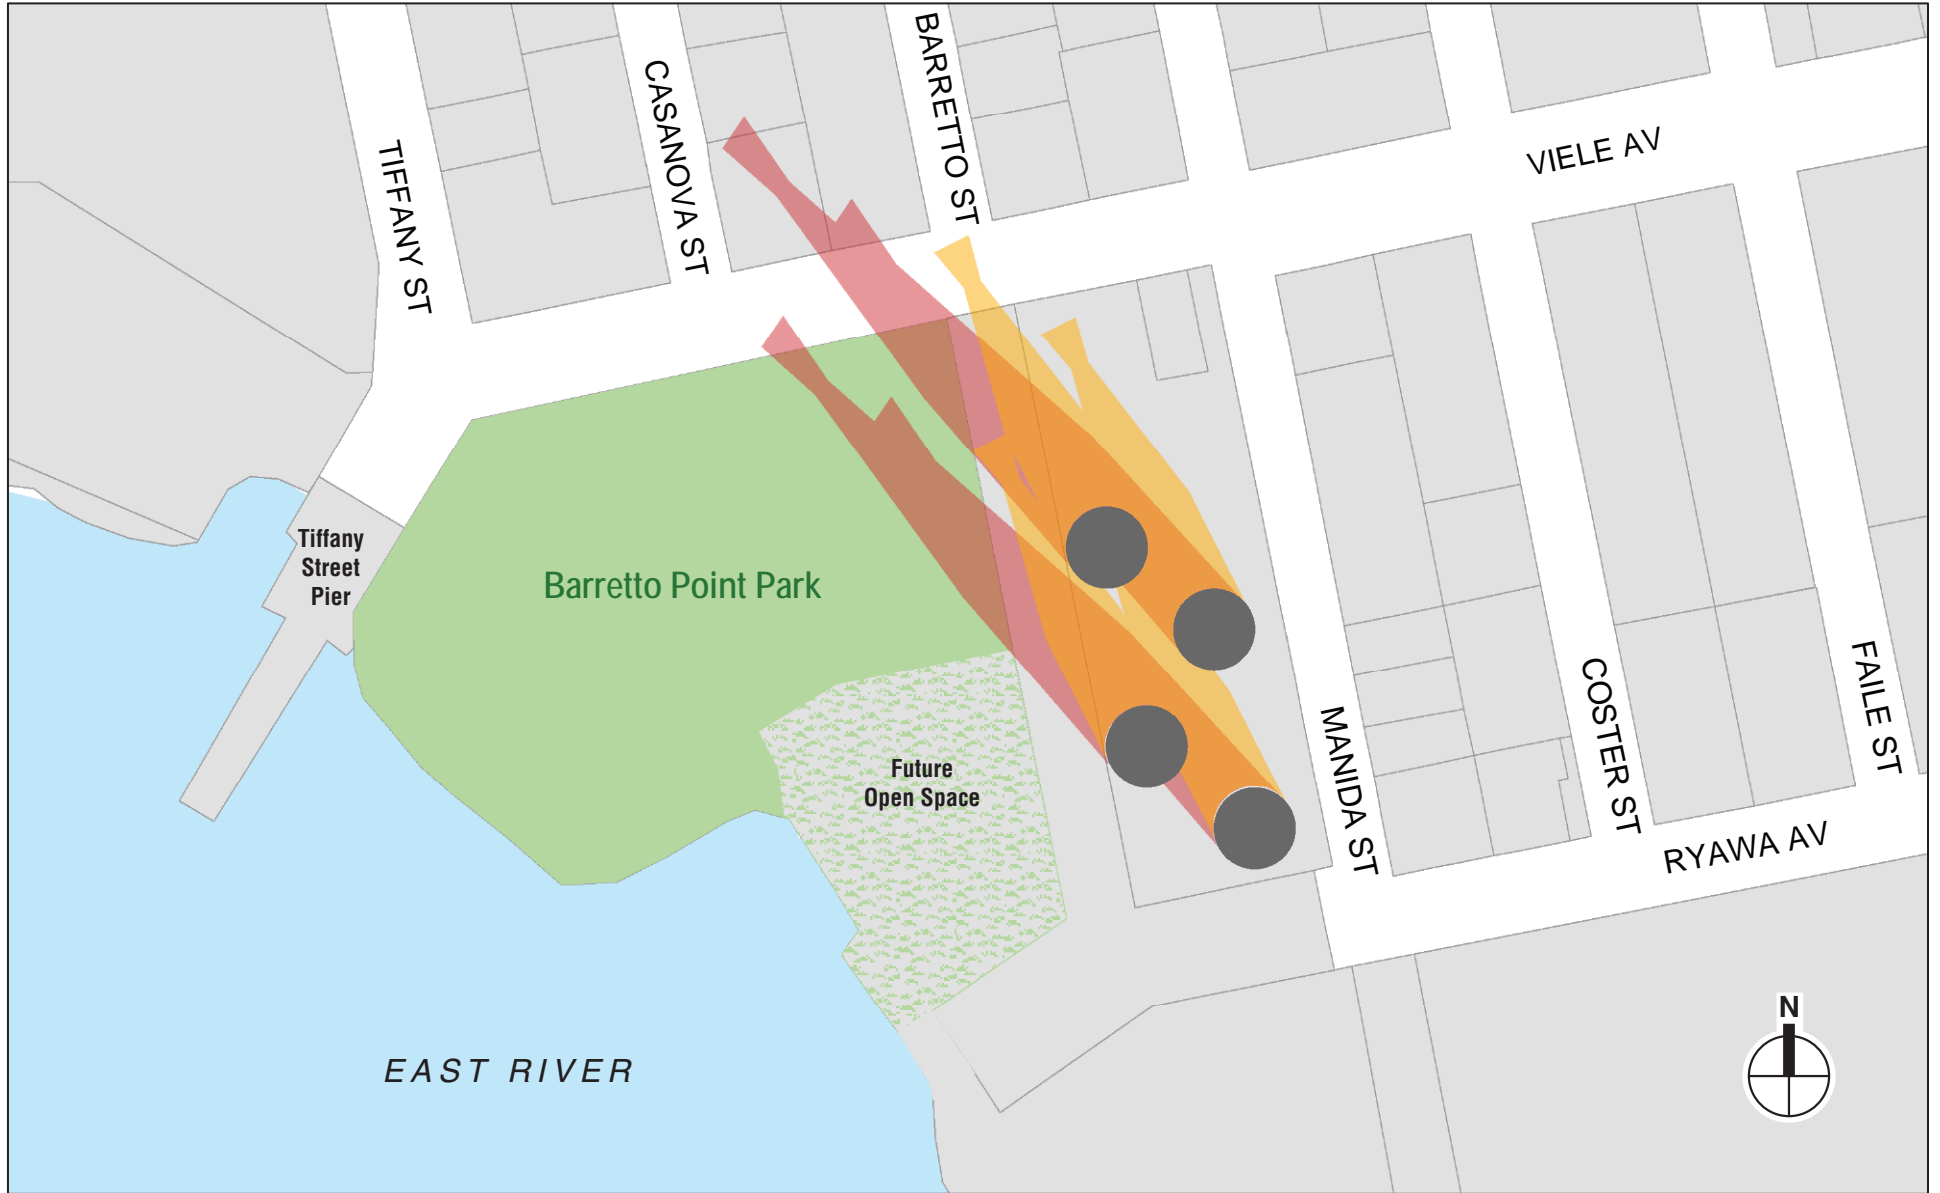 TIFFANY ST
CASANOVA ST
BARRETTO ST
VIELE AV
Tiffany
Street
Pier
Barretto Point Park
Future
Open Space
MANIDA ST
COSTER ST
FAILE ST
RYAWA AV
EAST RIVER
N